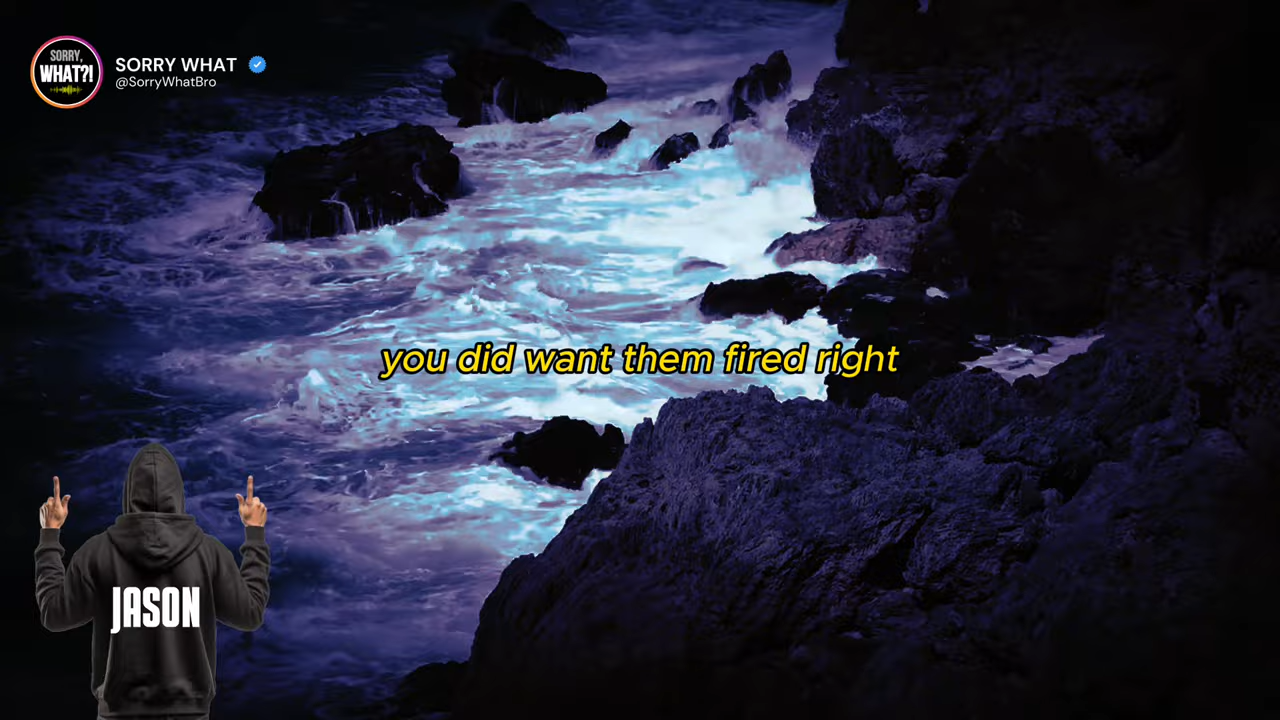 SORRY,
WHAT?!
SORRY WHAT
@SorryWhatBro
you did want them fired right
JASON